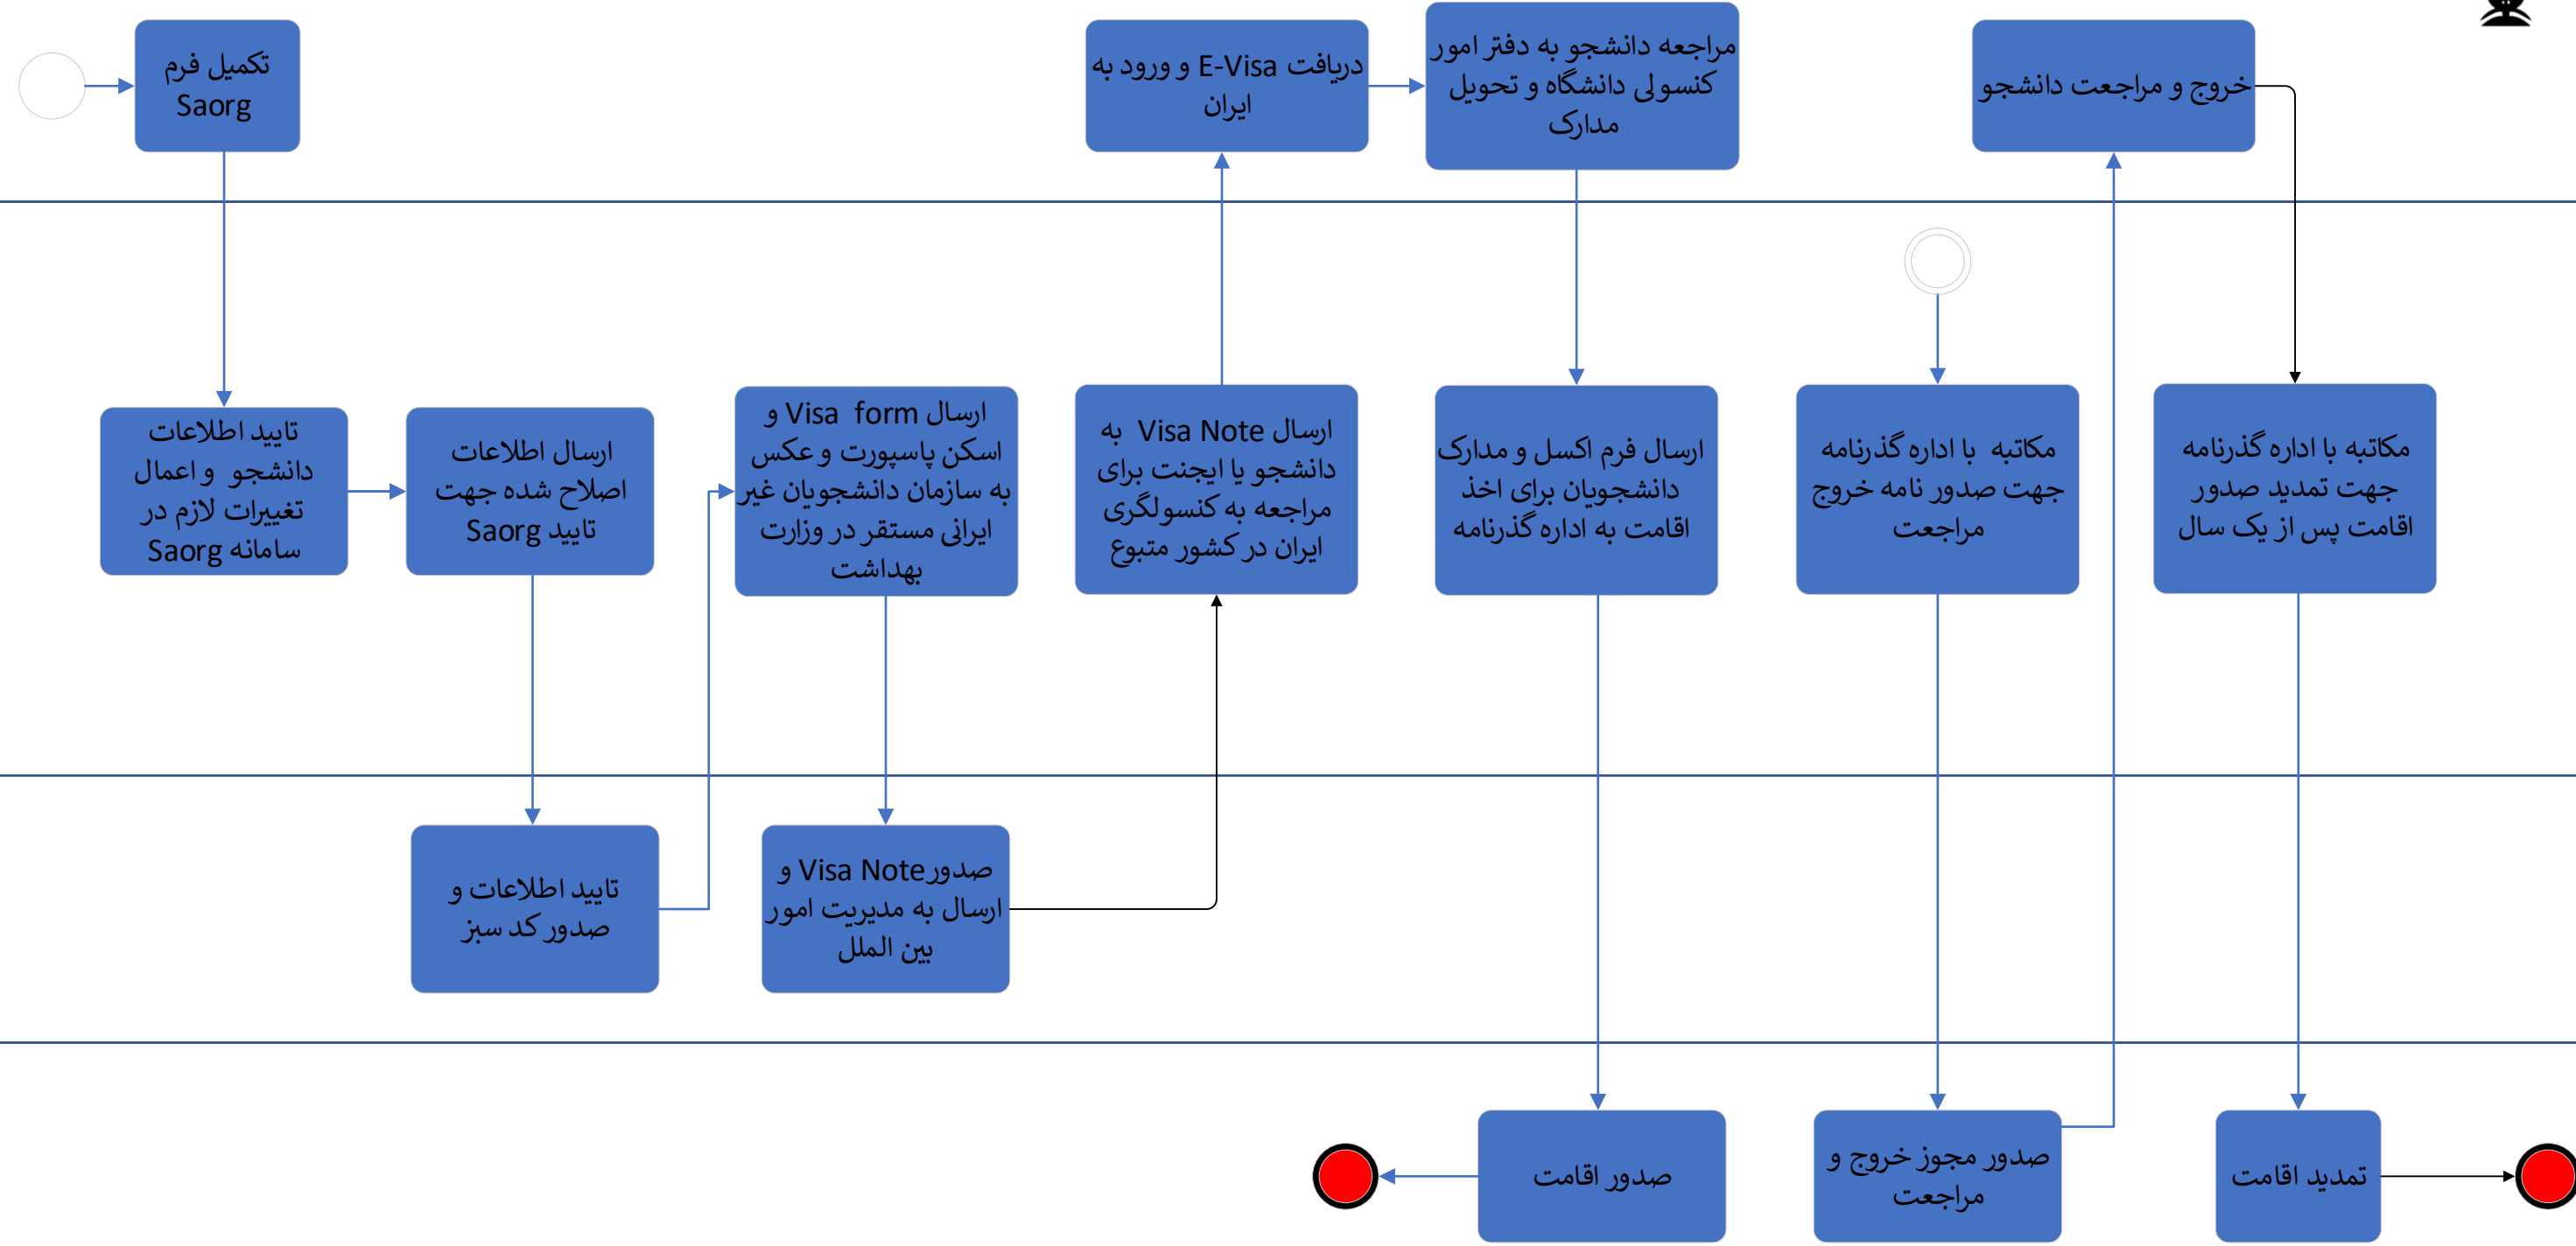 تکمیل فرم
Saorg
دریافت E-Visa و ورود به
ایران
مراجعه دانشجو به دفتر امور
کنسولی دانشگاه و تحویل
مدارک
خروج و مراجعت دانشجو
تایید اطلاعات
دانشجو و اعمال
تغییرات لازم در
سامانه Saorg
ارسال اطلاعات
اصلاح شده جهت
تایید Saorg
ارسال Visa form و
اسکن پاسپورت و عکس
به سازمان دانشجویان غیر
ایرانی مستقر در وزارت
بهداشت
ارسال Visa Note به
دانشجو یا ایجنت برای
مراجعه به کنسولگری
ایران در کشور متبوع
ارسال فرم اکسل و مدارک
دانشجویان برای اخذ
اقامت به اداره گذرنامه
مکاتبه با اداره گذرنامه
جهت صدور نامه خروج
مراجعت
مکاتبه با اداره گذرنامه
جهت تمدید صدور
اقامت پس از یک سال
تایید اطلاعات و
صدور کد سبز
صدورVisa Note و
ارسال به مدیریت امور
بین الملل
صدور اقامت
صدور مجوز خروج و
مراجعت
تمدید اقامت